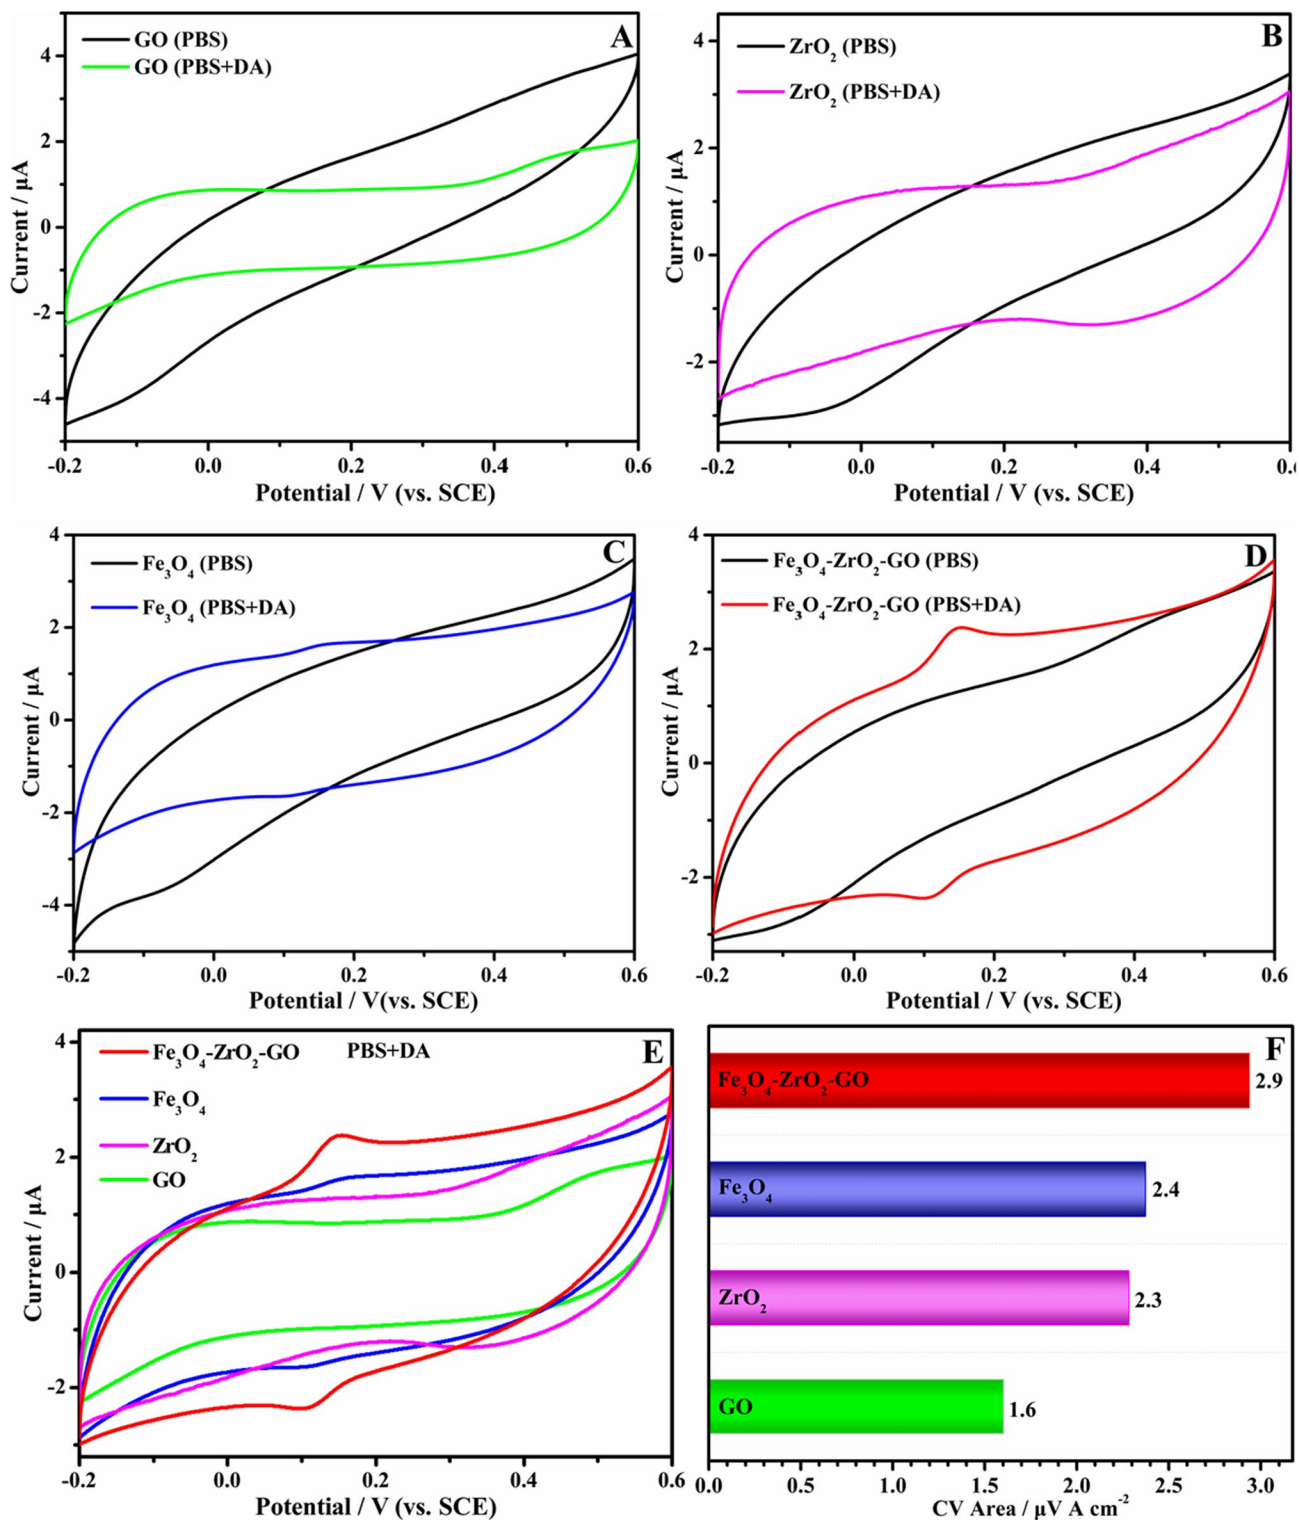 GO (PBS)
GO (PBS+DA)
A
4
2
0
-2
-4
Current / μA
-0.2 0.0 0.2 0.4 0.6
Potential / V (vs. SCE)
ZrO2 (PBS)
ZrO2 (PBS+DA)
B
4
2
0
-2
Current / μA
-0.2 0.0 0.2 0.4
Potential / V (vs. SCE)
Fe3O4 (PBS)
Fe3O4 (PBS+DA)
C
4
2
0
-2
-4
Current / μA
-0.2 0.0 0.2 0.4 0.6
Potential / V(vs. SCE)
Fe3O4-ZrO2-GO (PBS)
Fe3O4-ZrO2-GO (PBS+DA)
D
4
2
0
-2
Current / μA
-0.2 0.0 0.2 0.4 0.6
Potential / V (vs. SCE)
Fe3O4-ZrO2-GO PBS+DA
Fe3O4
ZrO2
GO
E
4
2
0
-2
Current / μA
-0.2 0.0 0.2 0.4 0.6
Potential / V (vs. SCE)
F
Fe3O4-ZrO2-GO 2.9
Fe3O4 2.4
ZrO2 2.3
GO 1.6
0.0 0.5 1.0 1.5 2.0 2.5 3.0
CV Area / μV A cm-2